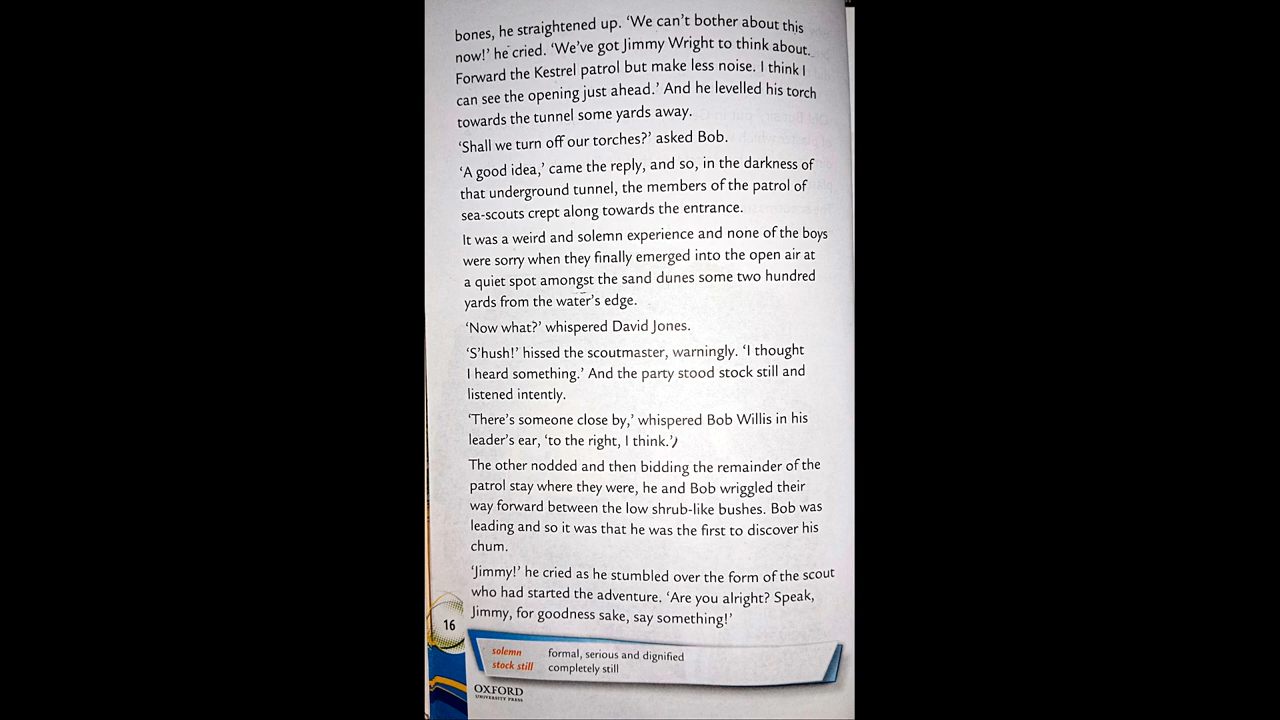 bones, he straightened up. ‘We can’t bother about this
now!’ he cried. ‘We’ve got Jimmy Wright to think about.
Forward the Kestrel patrol but make less noise. I think I
can see the opening just ahead.’ And he levelled his torch
towards the tunnel some yards away.
‘Shall we turn off our torches?’ asked Bob.
‘A good idea,’ came the reply, and so, in the darkness of
that underground tunnel, the members of the patrol of
sea-scouts crept along towards the entrance.
It was a weird and solemn experience and none of the boys
were sorry when they finally emerged into the open air at
a quiet spot amongst the sand dunes some two hundred
yards from the water’s edge.
‘Now what?’ whispered David Jones.
‘S’hush!’ hissed the scoutmaster, warningly. ‘I thought
I heard something.’ And the party stood stock still and
listened intently.
‘There’s someone close by,’ whispered Bob Willis in his
leader’s ear, ‘to the right, I think.’
The other nodded and then bidding the remainder of the
patrol stay where they were, he and Bob wriggled their
way forward between the low shrub-like bushes. Bob was
leading and so it was that he was the first to discover his
chum.
‘Jimmy!’ he cried as he stumbled over the form of the scout
who had started the adventure. ‘Are you alright? Speak,
Jimmy, for goodness sake, say something!’
16
solemn formal, serious and dignified
stock still completely still
OXFORD
UNIVERSITY PRESS